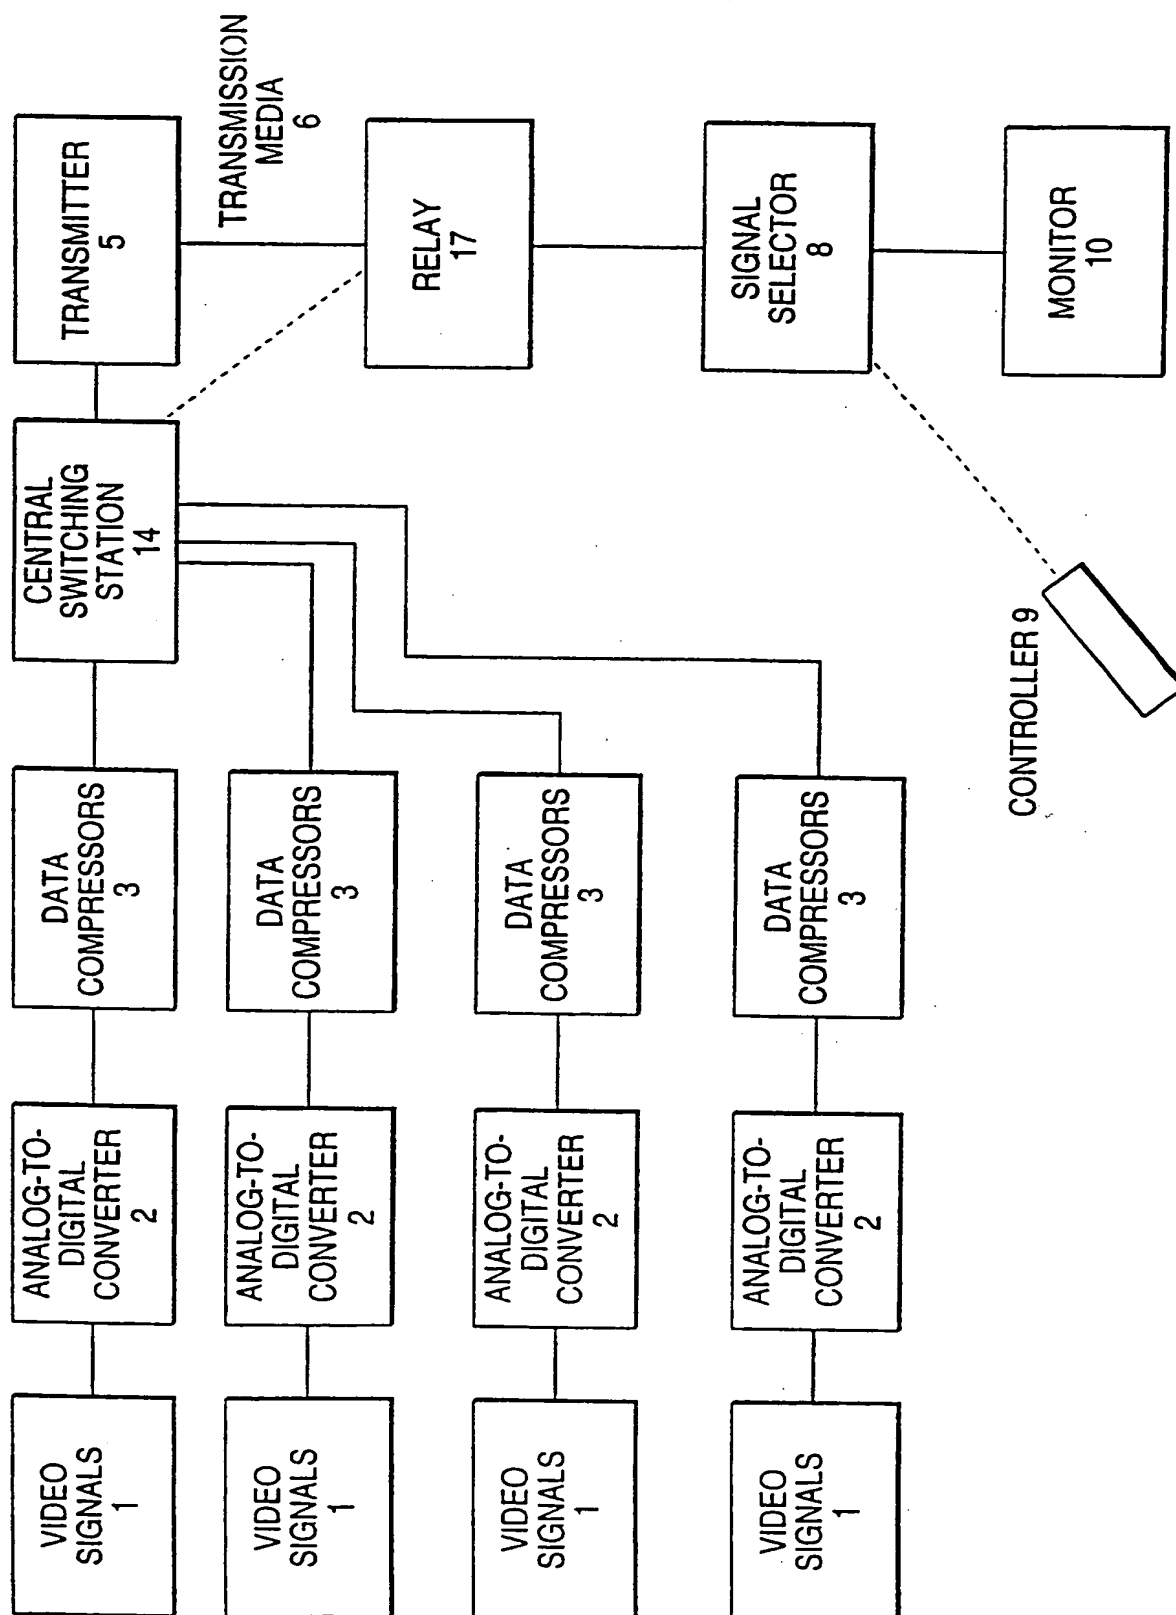 VIDEO
SIGNALS
1
ANALOG-TO-
DIGITAL
CONVERTER
2
DATA
COMPRESSORS
3
CENTRAL
SWITCHING
STATION
14
TRANSMITTER
5
VIDEO
SIGNALS
1
ANALOG-TO-
DIGITAL
CONVERTER
2
DATA
COMPRESSORS
3
TRANSMISSION
MEDIA
6
VIDEO
SIGNALS
1
ANALOG-TO-
DIGITAL
CONVERTER
2
DATA
COMPRESSORS
3
RELAY
17
VIDEO
SIGNALS
1
ANALOG-TO-
DIGITAL
CONVERTER
2
DATA
COMPRESSORS
3
SIGNAL
SELECTOR
8
CONTROLLER 9
MONITOR
10